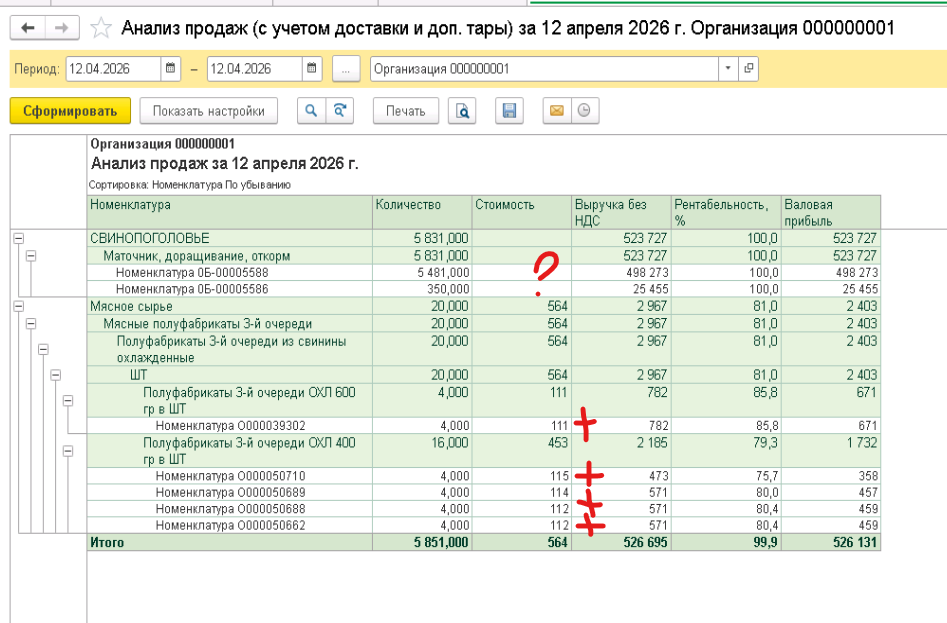 Анализ продаж (с учетом доставки и доп. тары) за 12 апреля 2026 г. Организация 000000001
Период: 12.04.2026 – 12.04.2026 ... Организация 000000001
Сформировать Показать настройки Печать
Организация 000000001
Анализ продаж за 12 апреля 2026 г.
Сортировка: Номенклатура По убыванию
Номенклатура Количество Стоимость Выручка без НДС Рентабельность, % Валовая прибыль
СВИНОПОГОЛОВЬЕ 5 831,000 523 727 100,0 523 727
Маточник, доращивание, откорм 5 831,000 523 727 100,0 523 727
Номенклатура 0Б-00005588 5 481,000 498 273 100,0 498 273
Номенклатура 0Б-00005586 350,000 25 455 100,0 25 455
?
Мясное сырье 20,000 564 2 967 81,0 2 403
Мясные полуфабрикаты 3-й очереди 20,000 564 2 967 81,0 2 403
Полуфабрикаты 3-й очереди из свинины охлажденные 20,000 564 2 967 81,0 2 403
ШТ 20,000 564 2 967 81,0 2 403
Полуфабрикаты 3-й очереди ОХЛ 600 гр в ШТ 4,000 111 782 85,8 671
Номенклатура О000039302 4,000 111 + 782 85,8 671
Полуфабрикаты 3-й очереди ОХЛ 400 гр в ШТ 16,000 453 2 185 79,3 1 732
Номенклатура О000050710 4,000 115 + 473 75,7 358
Номенклатура О000050689 4,000 114 571 80,0 457
Номенклатура О000050688 4,000 112 + 571 80,4 459
Номенклатура О000050662 4,000 112 + 571 80,4 459
Итого 5 851,000 564 526 695 99,9 526 131